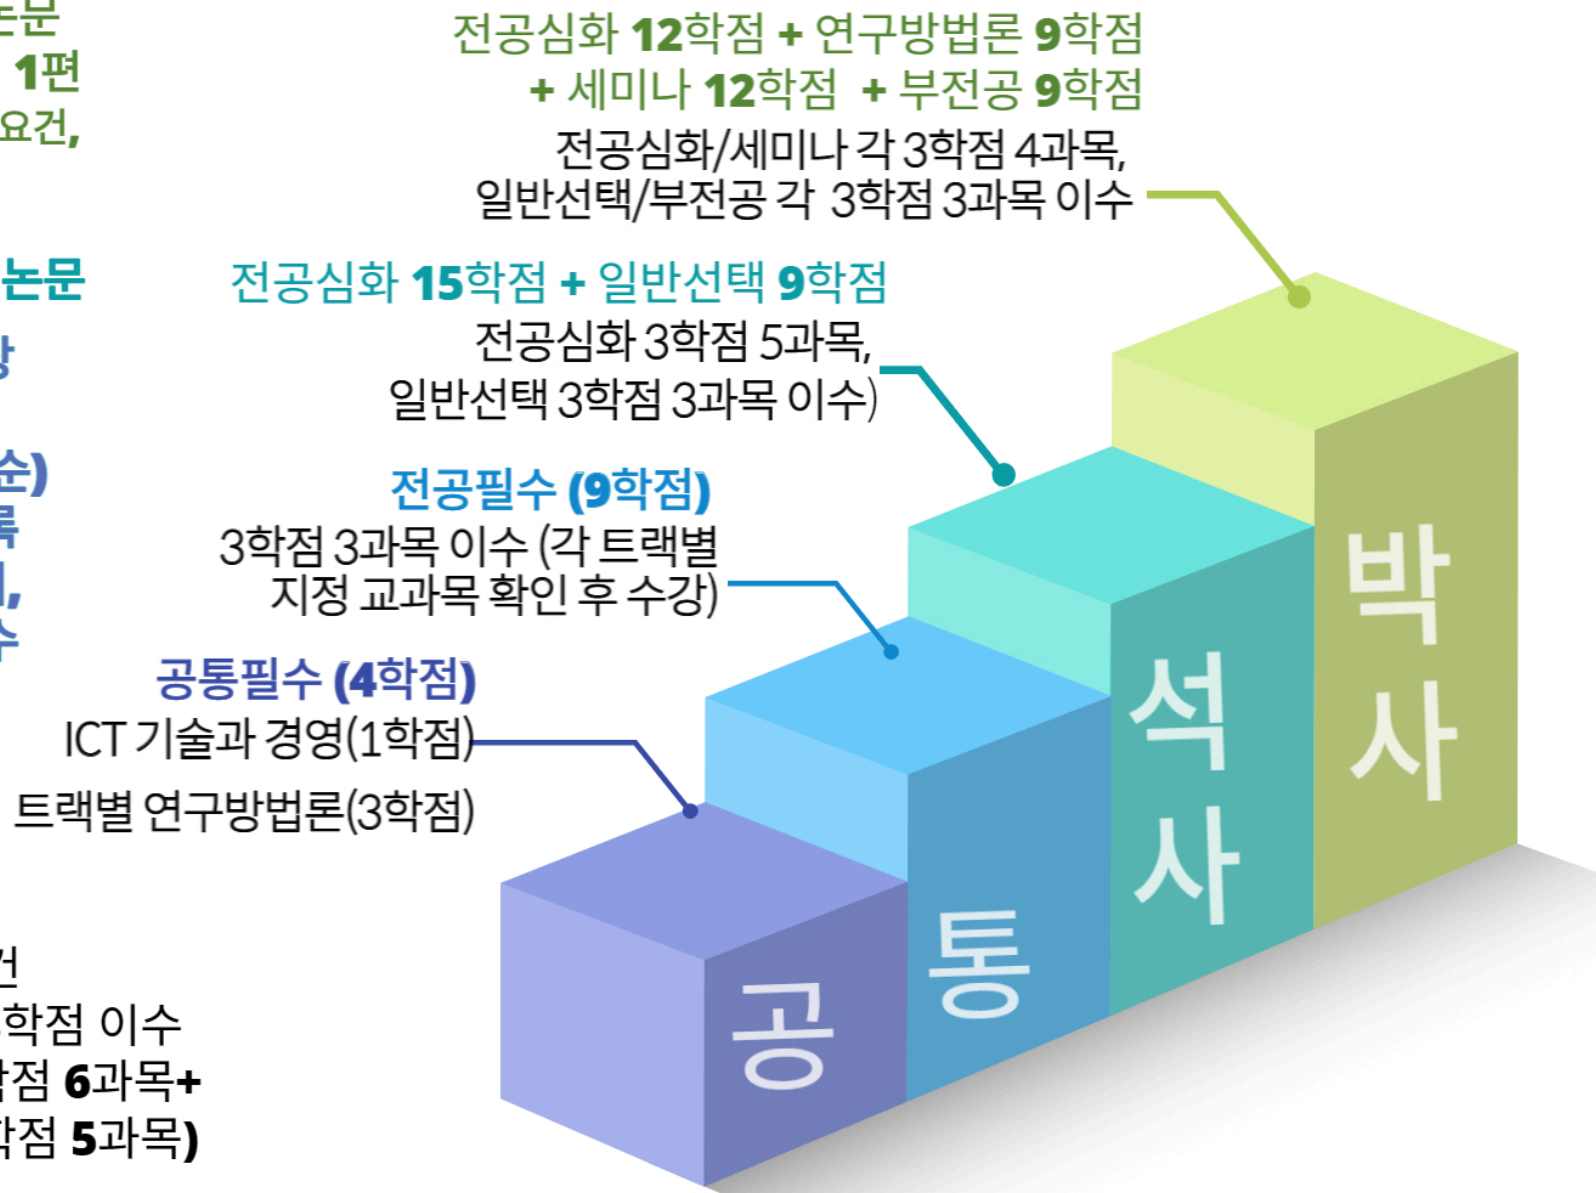 논문
1편
요건,
전공심화 12학점 + 연구방법론 9학점
+ 세미나 12학점 + 부전공 9학점
전공심화/세미나 각 3학점 4과목,
일반선택/부전공 각 3학점 3과목 이수
논문
전공심화 15학점 + 일반선택 9학점
전공심화 3학점 5과목,
일반선택 3학점 3과목 이수)
전공필수 (9학점)
3학점 3과목 이수 (각 트랙별
지정 교과목 확인 후 수강)
공통필수 (4학점)
ICT 기술과 경영(1학점)
트랙별 연구방법론(3학점)
학점 이수
6과목+
5과목)
공
통
석
사
박
사